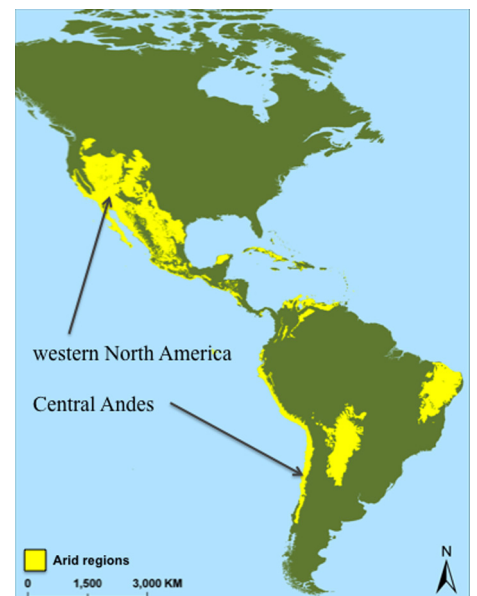 western North America
Central Andes
N
Arid regions
0 1,500 3,000 KM